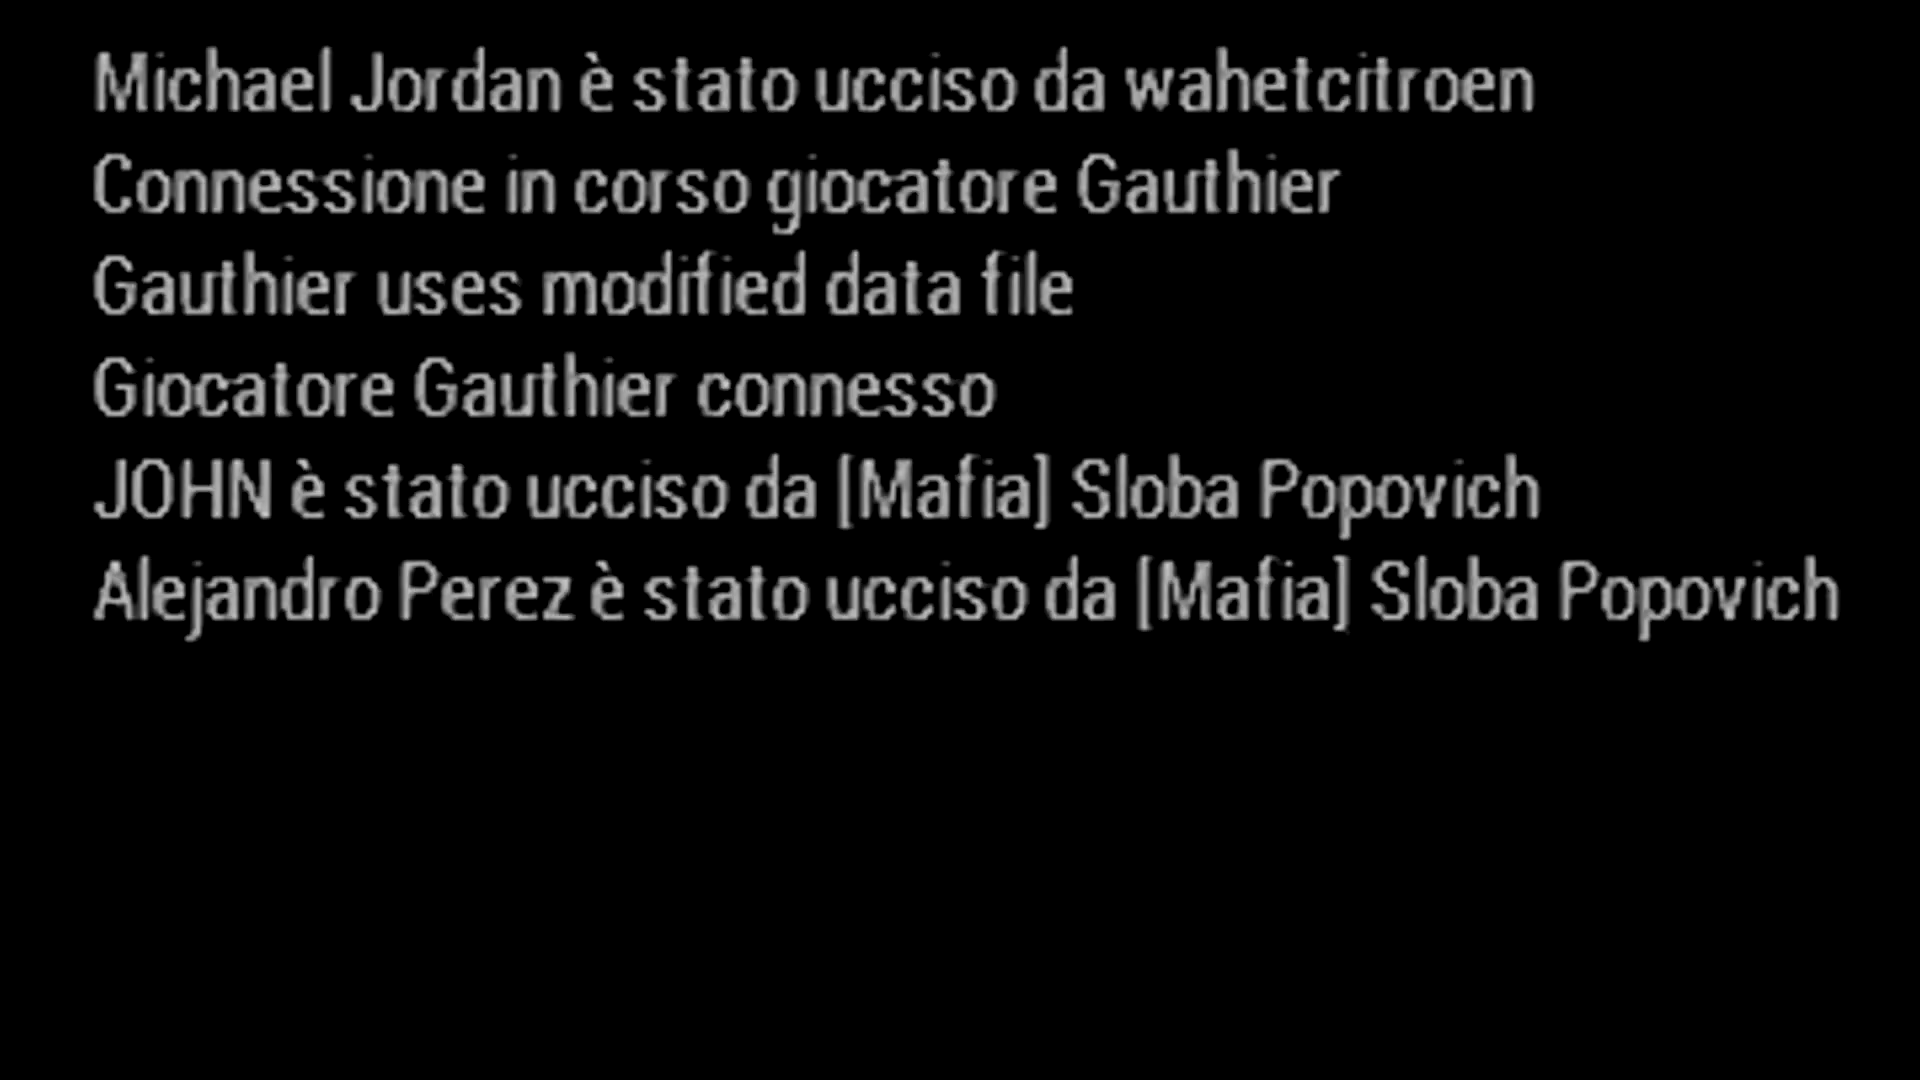 Michael Jordan è stato ucciso da wahetcitroen
Connessione in corso giocatore Gauthier
Gauthier uses modified data file
Giocatore Gauthier connesso
JOHN è stato ucciso da [Mafia] Sloba Popovich
Alejandro Perez è stato ucciso da [Mafia] Sloba Popovich